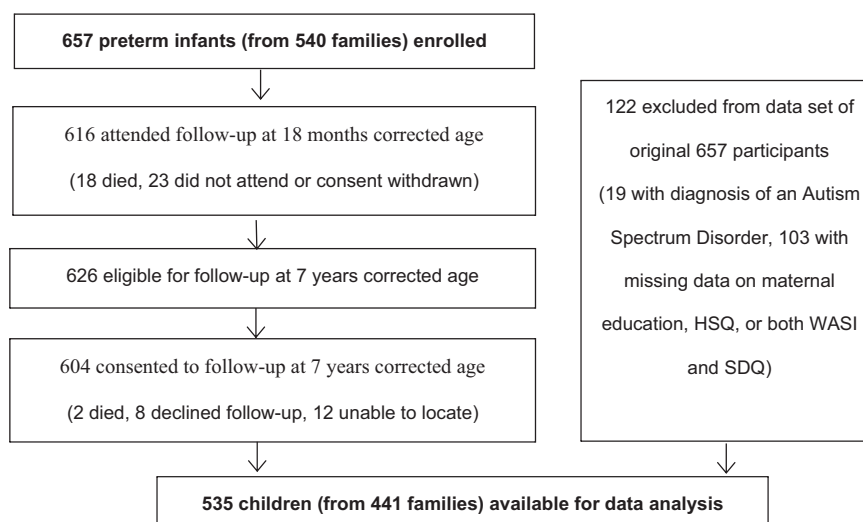 657 preterm infants (from 540 families) enrolled
616 attended follow-up at 18 months corrected age
(18 died, 23 did not attend or consent withdrawn)
626 eligible for follow-up at 7 years corrected age
604 consented to follow-up at 7 years corrected age
(2 died, 8 declined follow-up, 12 unable to locate)
122 excluded from data set of
original 657 participants
(19 with diagnosis of an Autism
Spectrum Disorder, 103 with
missing data on maternal
education, HSQ, or both WASI
and SDQ)
535 children (from 441 families) available for data analysis